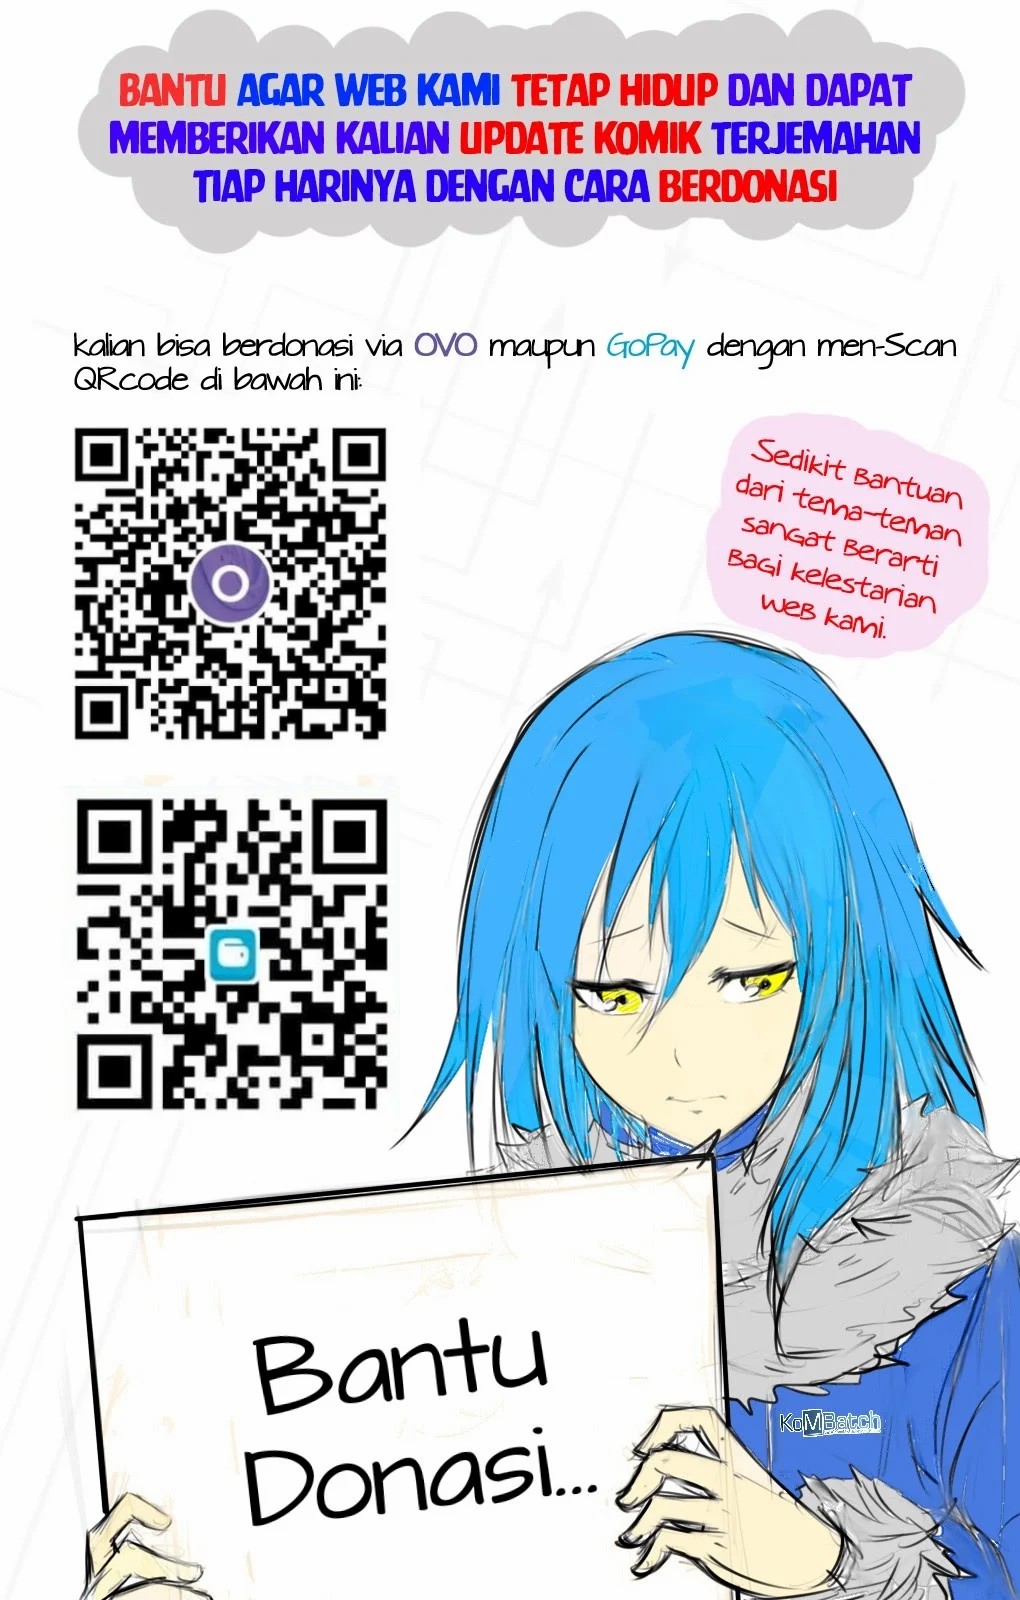 BANTU AGAR WEB KAMI TETAP HIDUP DAN DAPAT
MEMBERIKAN KALIAN UPDATE KOMIK TERJEMAHAN
TIAP HARINYA DENGAN CARA BERDONASI
kalian bisa berdonasi via OVO maupun GoPay dengan men-Scan
QRcode di bawah ini:
Sedikit Bantuan
dari tema-teman
sangat Berarti
Bagi kelestarian
web kami.
Bantu
Donasi...
KoMBatch